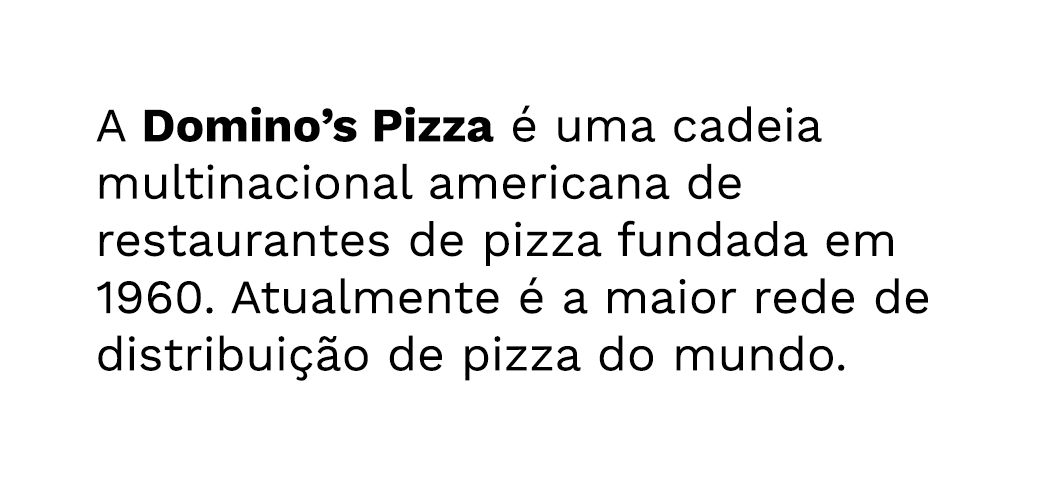 A Domino’s Pizza é uma cadeia
multinacional americana de
restaurantes de pizza fundada em
1960. Atualmente é a maior rede de
distribuição de pizza do mundo.